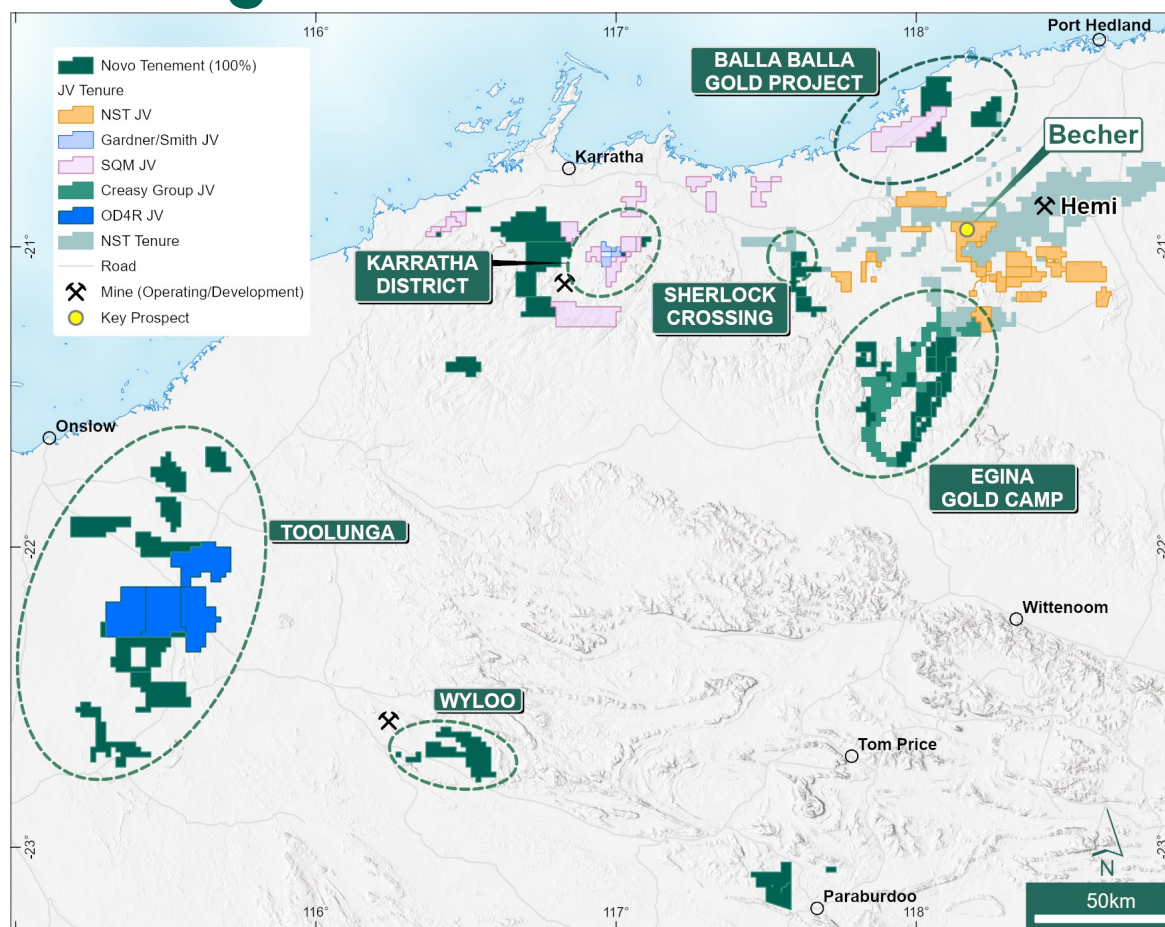 116°
117°
118°
Port Hedland
Novo Tenement (100%)
JV Tenure
NST JV
Gardner/Smith JV
SQM JV
Creasy Group JV
OD4R JV
NST Tenure
Road
Mine (Operating/Development)
Key Prospect
BALLA BALLA
GOLD PROJECT
Becher
Karratha
Hemi
-21°
-21°
KARRATHA
DISTRICT
SHERLOCK
CROSSING
Onslow
EGINA
GOLD CAMP
TOOLUNGA
-22°
-22°
Wittenoom
WYLOO
Tom Price
-23°
-23°
N
Paraburdoo
50km
116°
117°
118°